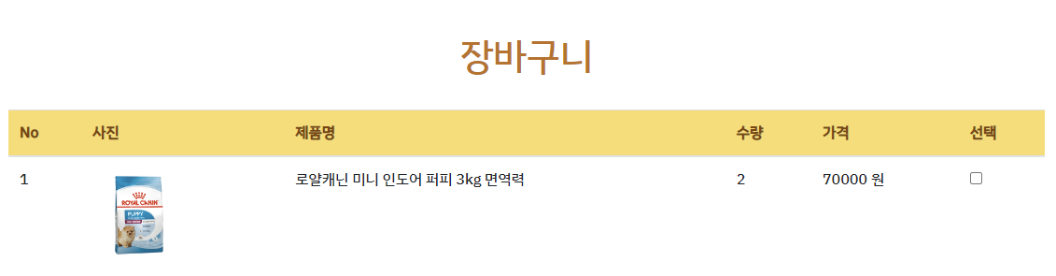 장바구니
No 사진 제품명 수량 가격 선택
1 로얄캐닌 미니 인도어 퍼피 3kg 면역력 2 70000 원
ROYAL CANIN
PUPPY